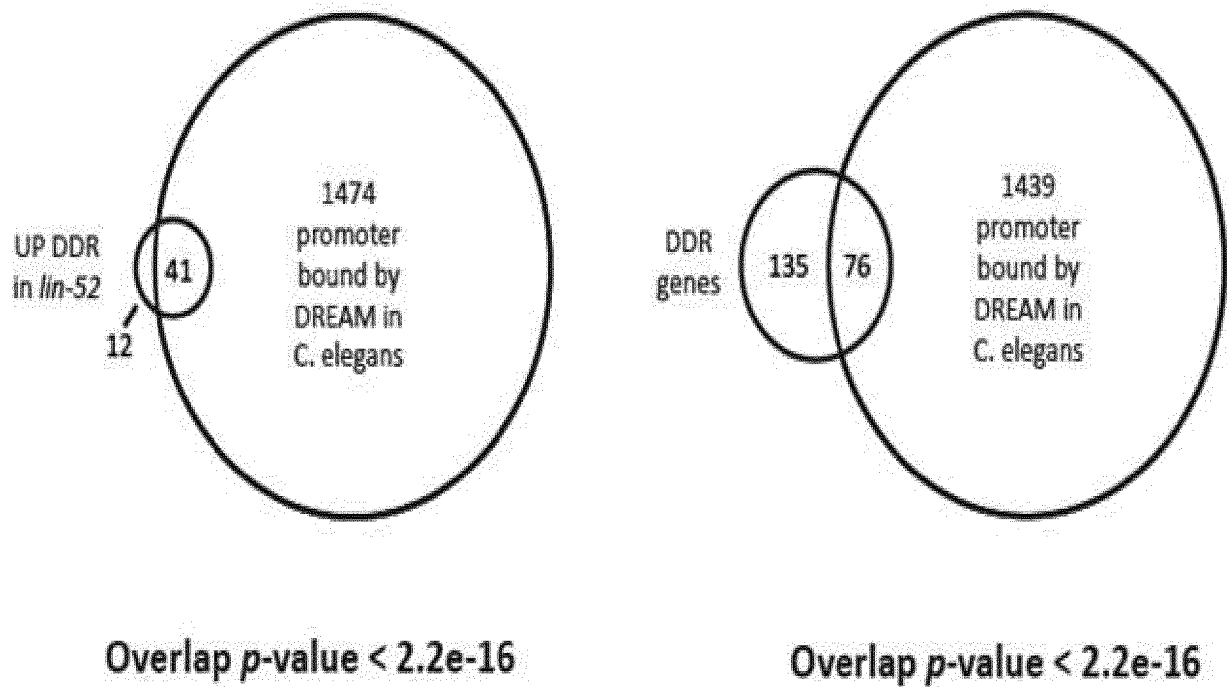 UP DDR
in lin-52
12
41
1474
promoter
bound by
DREAM in
C. elegans
Overlap p-value < 2.2e-16
DDR
genes
135
76
1439
promoter
bound by
DREAM in
C. elegans
Overlap p-value < 2.2e-16